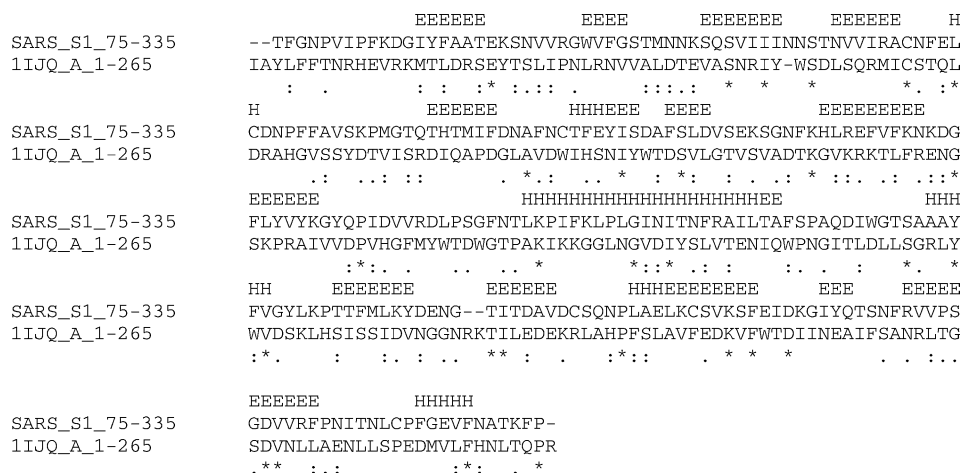 EEEEEE EEEE EEEEEEE EEEEEE H
SARS_S1_75-335 --TFGNPVIPFKDGIYFAATEKSNVVRGWVFGSTMNNKSQSVIIINNSTNVVIRACNFEL
1IJQ_A_1-265 IAYLFFTNRHEVRKMTLDRSEYTSLIPNLRNVVALDTEVASNRIY-WSDLSQRMICSTQL
: . :* :.:: . :::.: * * * *. :*
H EEEEEE HHHEEE EEEE EEEEEEEEE
SARS_S1_75-335 CDNPFFAVSKPMGTQTHTMIFDNAFNCTFEYISDAFSLDVSEKSGNFKHLREFVFKNKDG
1IJQ_A_1-265 DRAHGVSSYDTVISRDIQAPDGLAVDWIHSNIYWTDSVLGTVSVADTKGVKRKTLFRENG
.: ..: :: . *.: . *: :*: . : . * ::. .: .::*
EEEEEE HHHHHHHHHHHHHHHHHHHHEE HHH
SARS_S1_75-335 FLYVYKGYQPIDVVRDLPSGFNTLKPIFKLPLGINITNFRAILTAFSPAQDIWGTSAAAY
1IJQ_A_1-265 SKPRAIVVDPVHGFMYWTDWGTPAKIKKGGLNGVDIYSLVTENIQWPNGITLDLLSGRLY
:*:. . .. .. * *::* .: : :. . : *. *
HH EEEEEEE EEEEEE HHHEEEEEEEE EEE EEEEE
SARS_S1_75-335 FVGYLKPTTFMLKYDENG--TITDAVDCSQNPLAELKCSVKSFEIDKGIYQTSNFRVVPS
1IJQ_A_1-265 WVDSKLHSISSIDVNGGNRKTILEDEKRLAHPFSLAVFEDKVFWTDIINEAIFSANRLTG
:*. : :. : .. **: . :*:: . * * * . . :..
EEEEEE HHHHH
SARS_S1_75-335 GDVVRFPNITNLCPFGEVFNATKFP-
1IJQ_A_1-265 SDVNLLAENLLSPEDMVLFHNLTQPR
.** :.: :*: . *